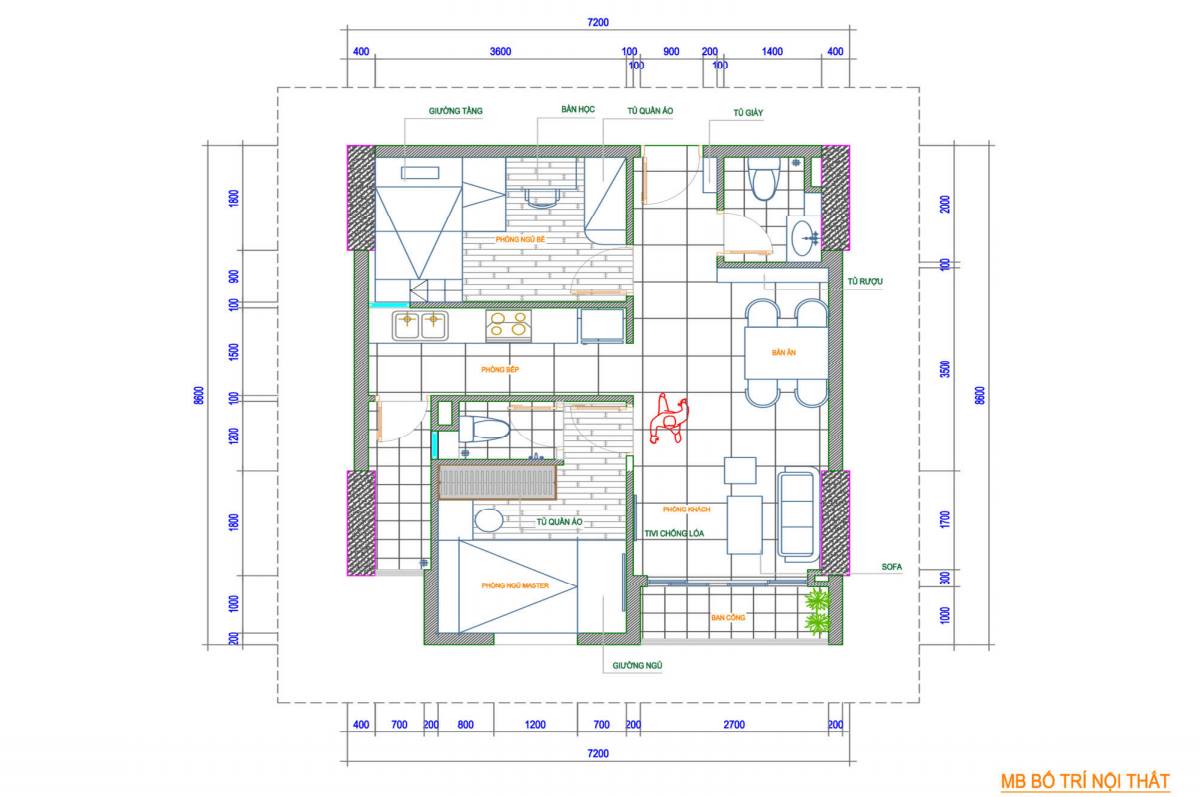 7200
400 3600 100 900 200 1400 400
100 100
GIƯỜNG TẦNG BÀN HỌC TỦ QUẦN ÁO TỦ GIÀY
1800
2000
PHÒNG NGỦ BÉ
900
100
TỦ RƯỢU
100
1500
BÀN ĂN
PHÒNG BẾP
3500
8600
8600
100
1200
1800
PHÒNG KHÁCH
1700
TỦ QUẦN ÁO
TIVI CHỐNG LÓA
SOFA
300
PHÒNG NGỦ MASTER
1000
BAN CÔNG
1000
200
GIƯỜNG NGỦ
400 700 200 800 1200 700 200 2700 200
7200
MB BỐ TRÍ NỘI THẤT